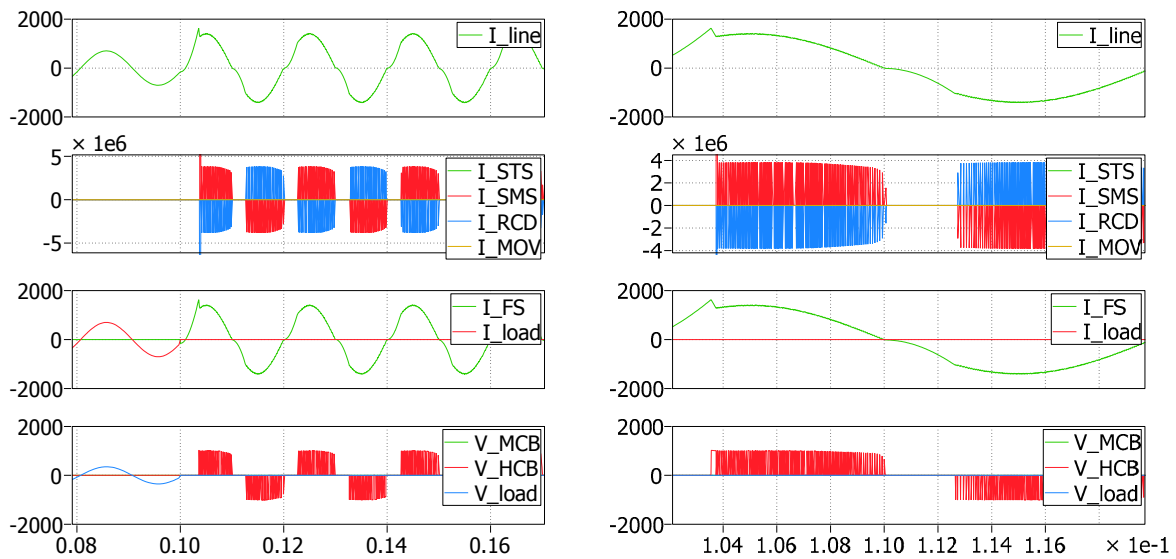 2000
0
-2000
I_line
× 1e6
5
0
-5
I_STS
I_SMS
I_RCD
I_MOV
2000
0
-2000
I_FS
I_load
2000
0
-2000
V_MCB
V_HCB
V_load
0.08 0.10 0.12 0.14 0.16
2000
0
-2000
I_line
× 1e6
4
2
0
-2
-4
I_STS
I_SMS
I_RCD
I_MOV
2000
0
-2000
I_FS
I_load
2000
0
-2000
V_MCB
V_HCB
V_load
1.04 1.06 1.08 1.10 1.12 1.14 1.16 × 1e-1